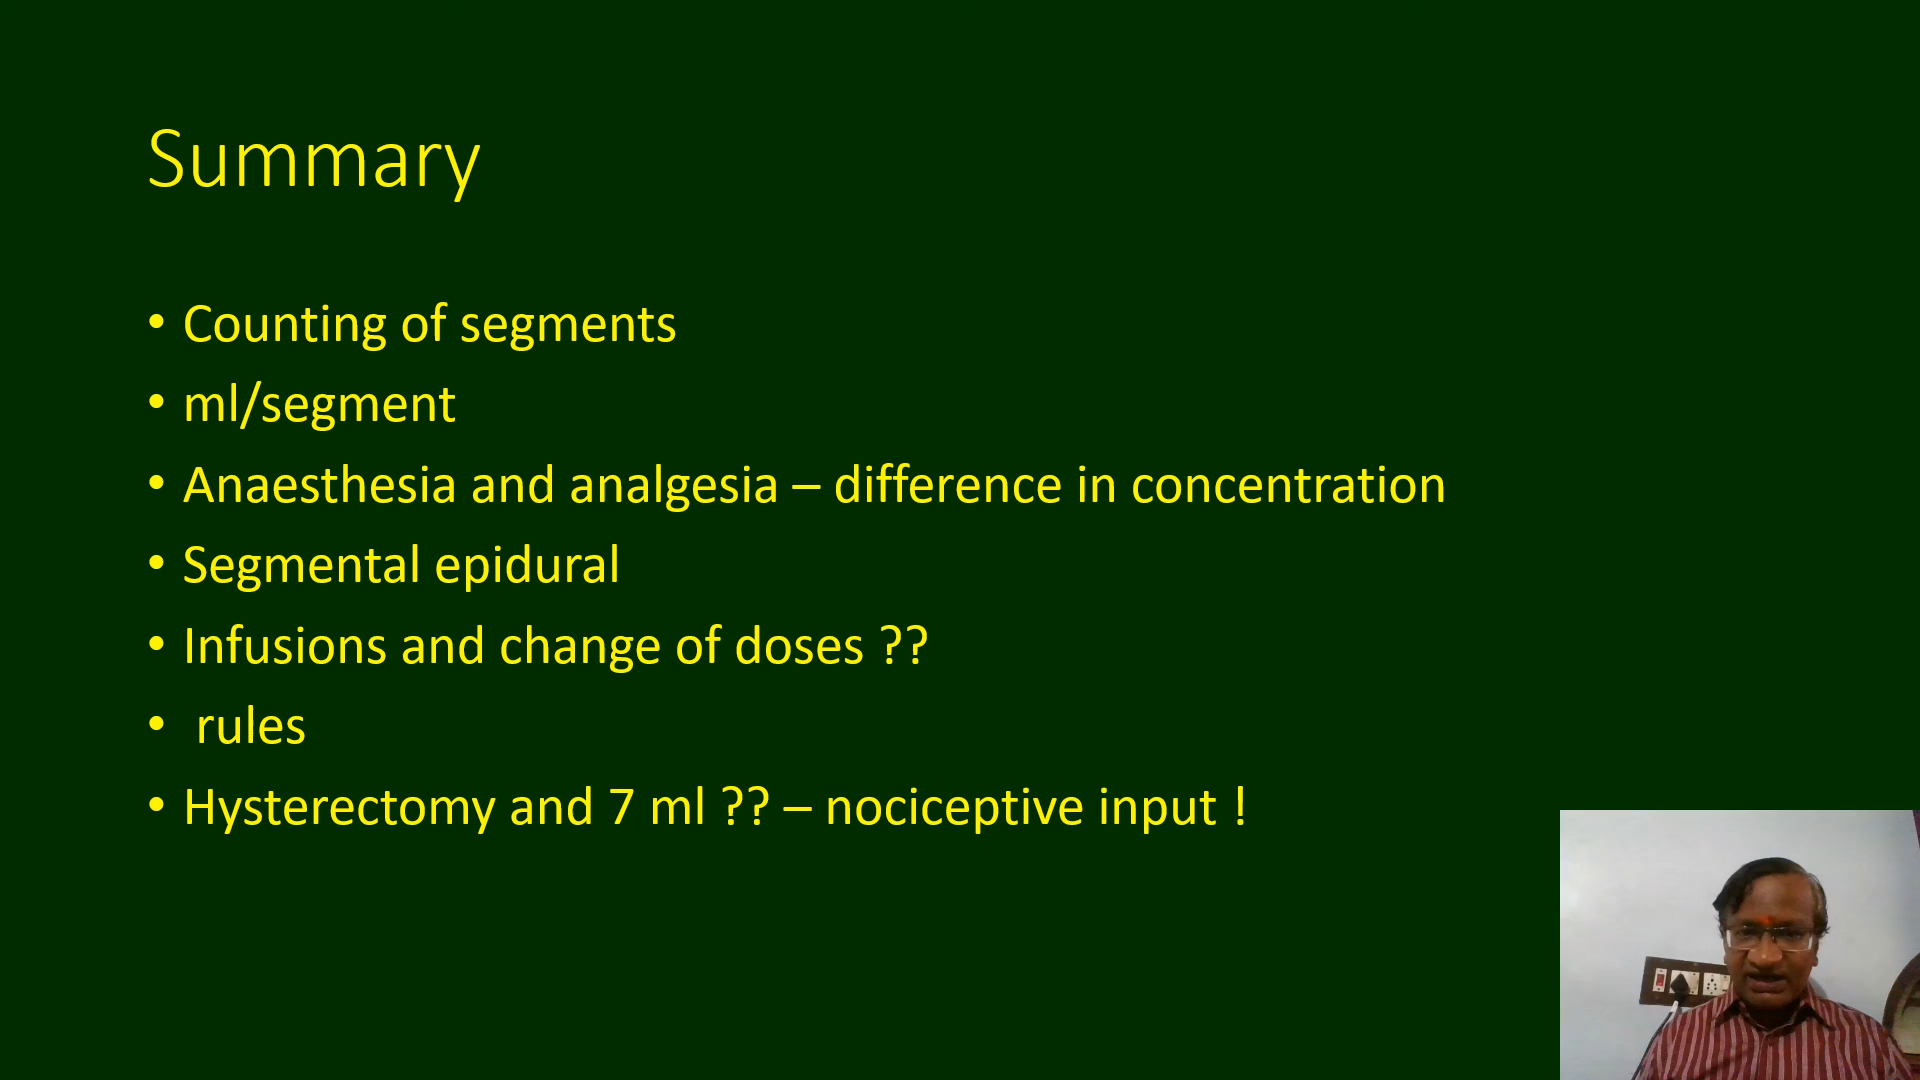 Summary
• Counting of segments
• ml/segment
• Anaesthesia and analgesia – difference in concentration
• Segmental epidural
• Infusions and change of doses ??
• rules
• Hysterectomy and 7 ml ?? – nociceptive input !